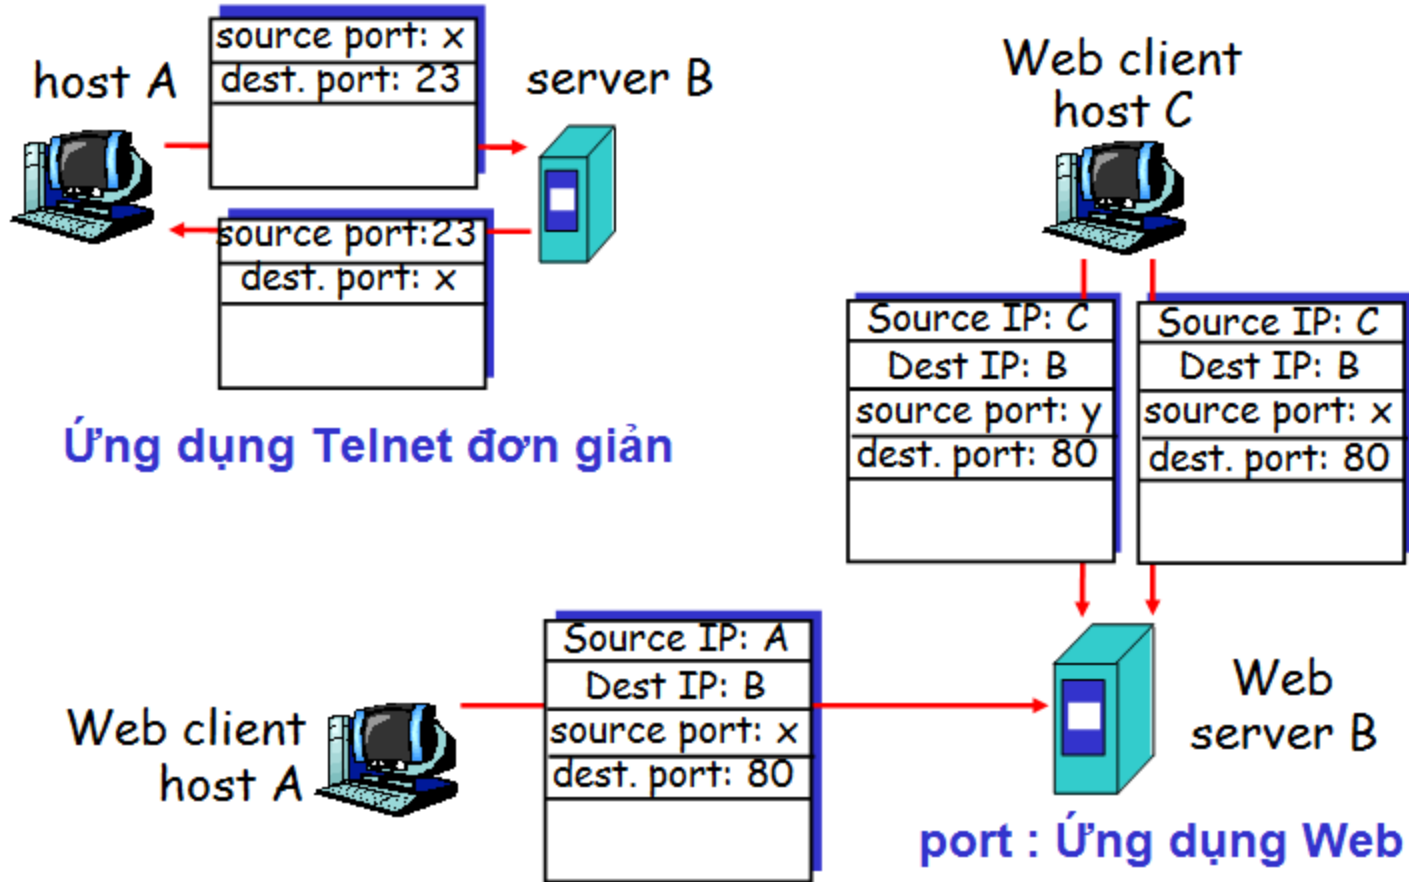 host A
source port: x
dest. port: 23
server B
source port:23
dest. port: x
Ứng dụng Telnet đơn giản
Web client
host C
Source IP: C
Dest IP: B
source port: y
dest. port: 80
Source IP: C
Dest IP: B
source port: x
dest. port: 80
Web client
host A
Source IP: A
Dest IP: B
source port: x
dest. port: 80
Web
server B
port : Ứng dụng Web